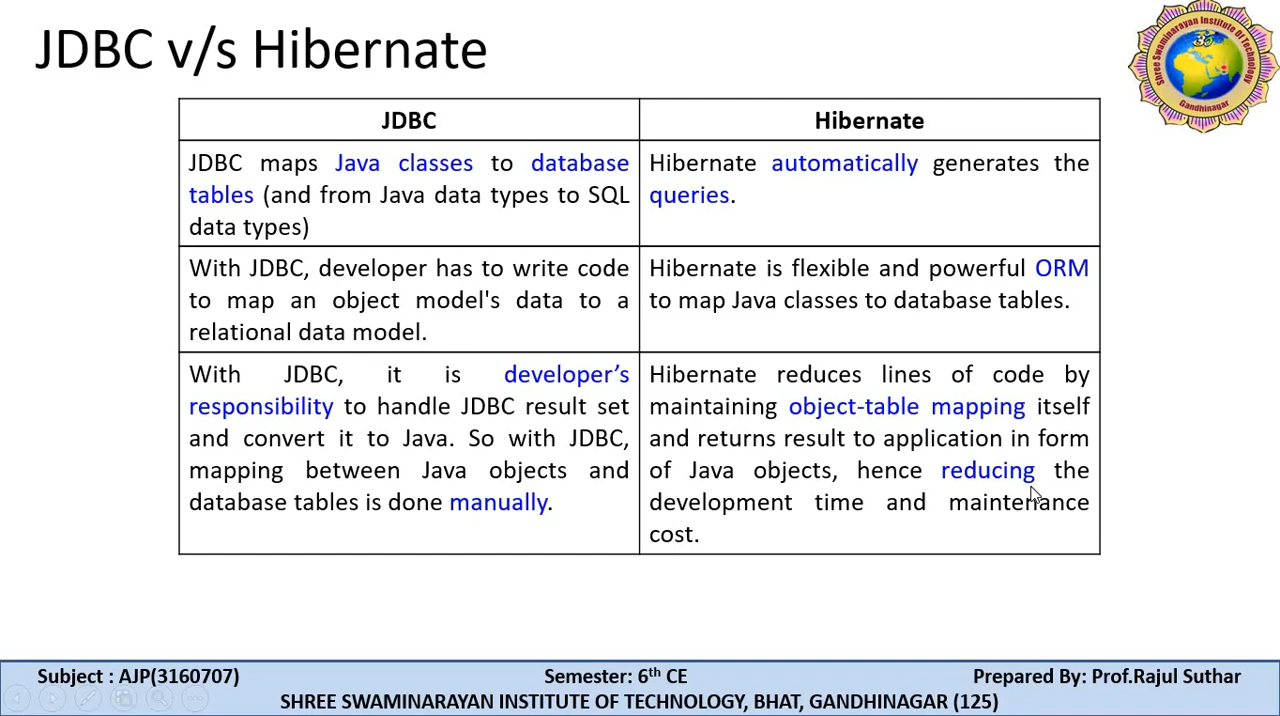 JDBC v/s Hibernate
Shree Swaminarayan Institute Of Technology
ॐ
Gandhinagar
JDBC
Hibernate
JDBC maps Java classes to database
tables (and from Java data types to SQL
data types)
Hibernate automatically generates the
queries.
With JDBC, developer has to write code
to map an object model's data to a
relational data model.
Hibernate is flexible and powerful ORM
to map Java classes to database tables.
With JDBC, it is developer’s
responsibility to handle JDBC result set
and convert it to Java. So with JDBC,
mapping between Java objects and
database tables is done manually.
Hibernate reduces lines of code by
maintaining object-table mapping itself
and returns result to application in form
of Java objects, hence reducing the
development time and maintenance
cost.
Subject : AJP(3160707)
Semester: 6th CE
Prepared By: Prof.Rajul Suthar
SHREE SWAMINARAYAN INSTITUTE OF TECHNOLOGY, BHAT, GANDHINAGAR (125)